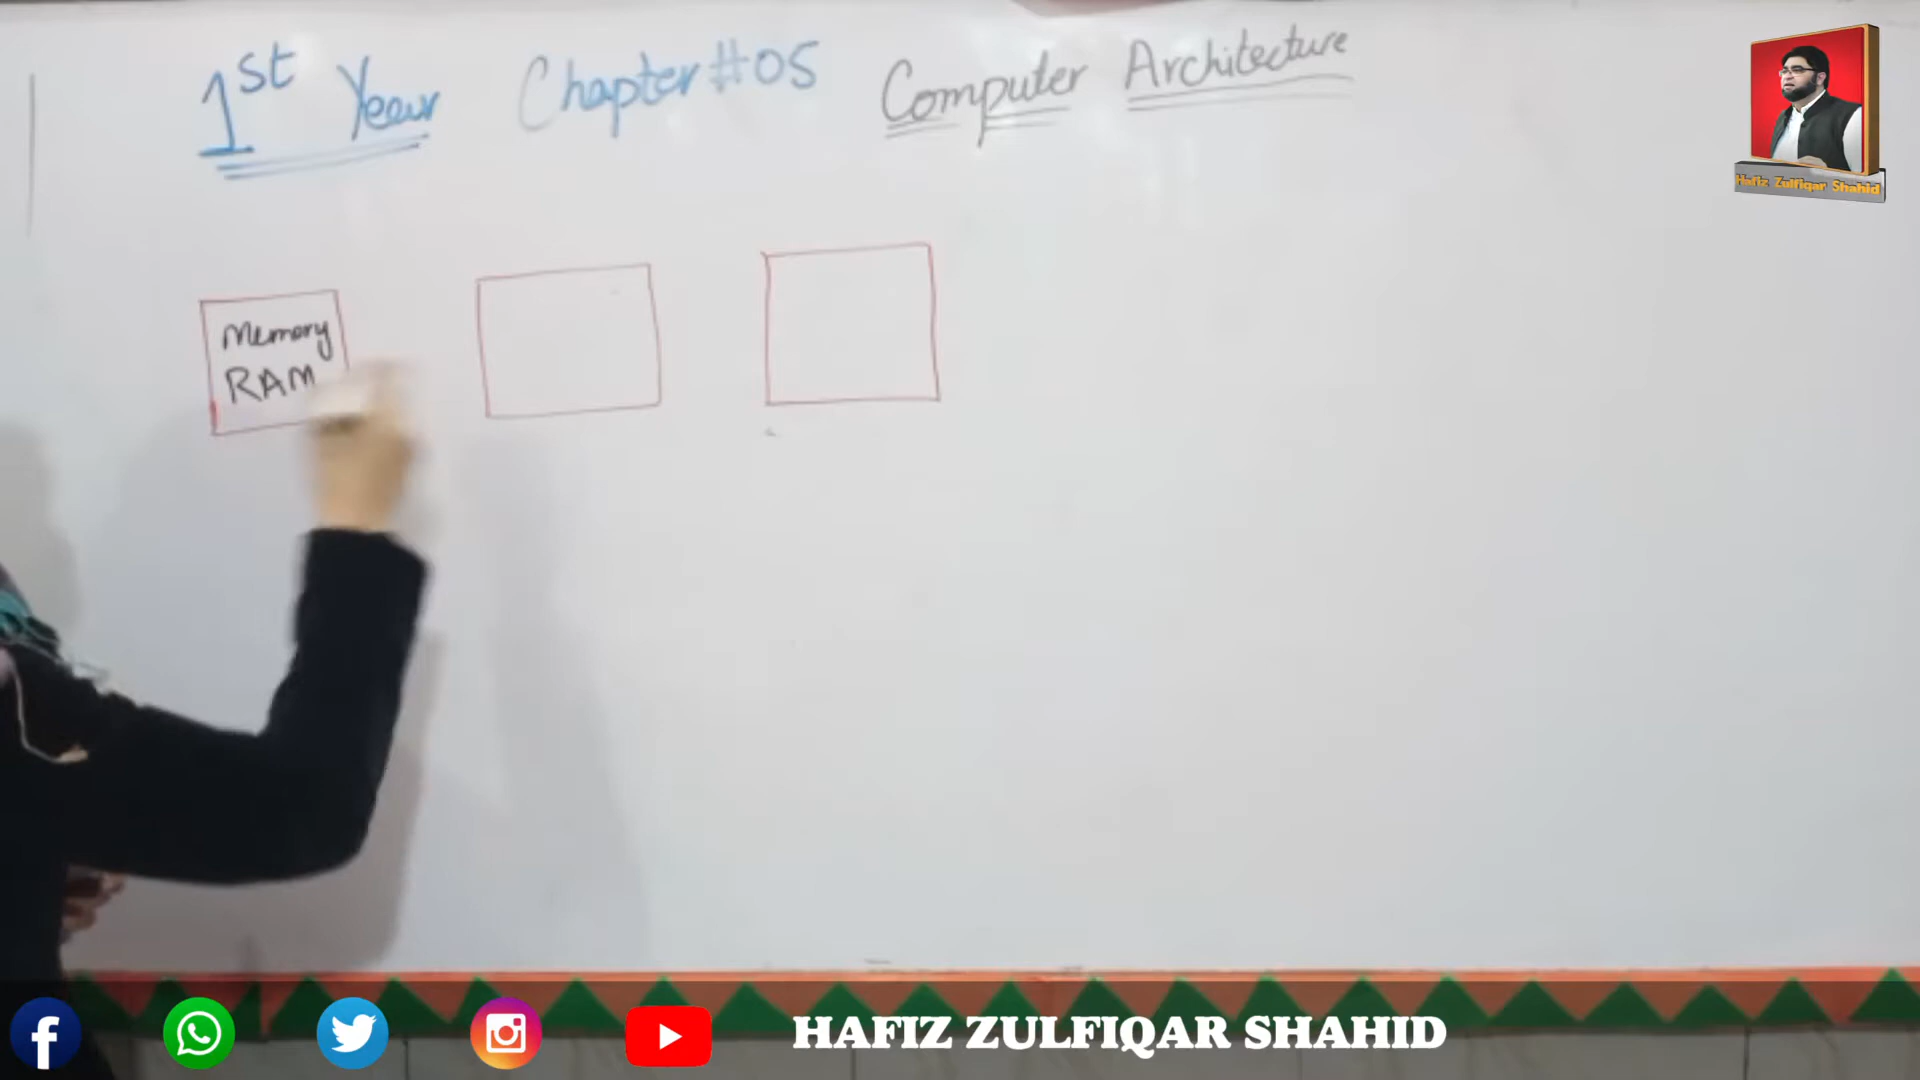 1st Year Chapter #05 Computer Architecture
Hafiz Zulfiqar Shahid
Memory
RAM
HAFIZ ZULFIQAR SHAHID